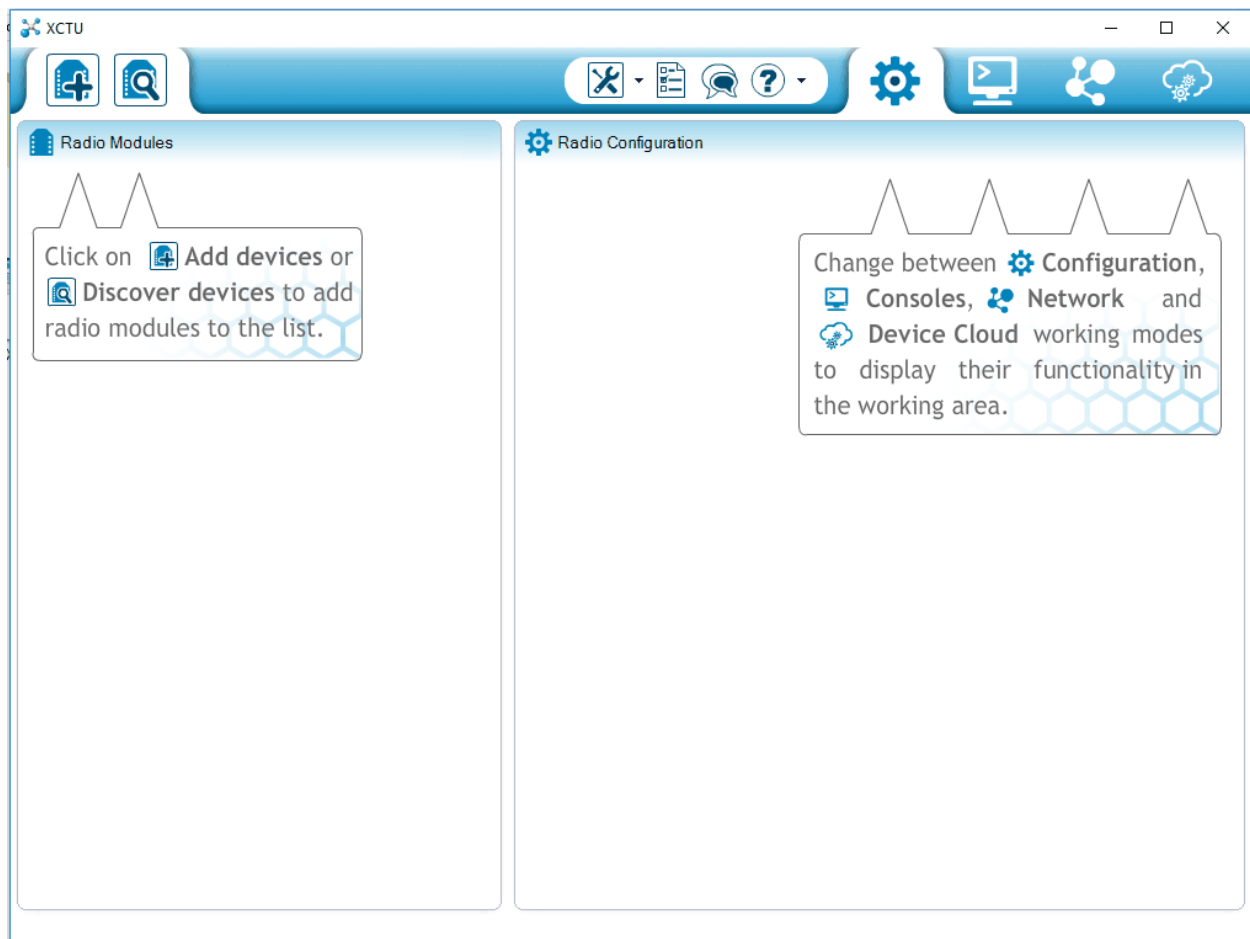 XCTU
Radio Modules
Click on Add devices or
Discover devices to add
radio modules to the list.
Radio Configuration
Change between Configuration,
Consoles, Network and
Device Cloud working modes
to display their functionality in
the working area.